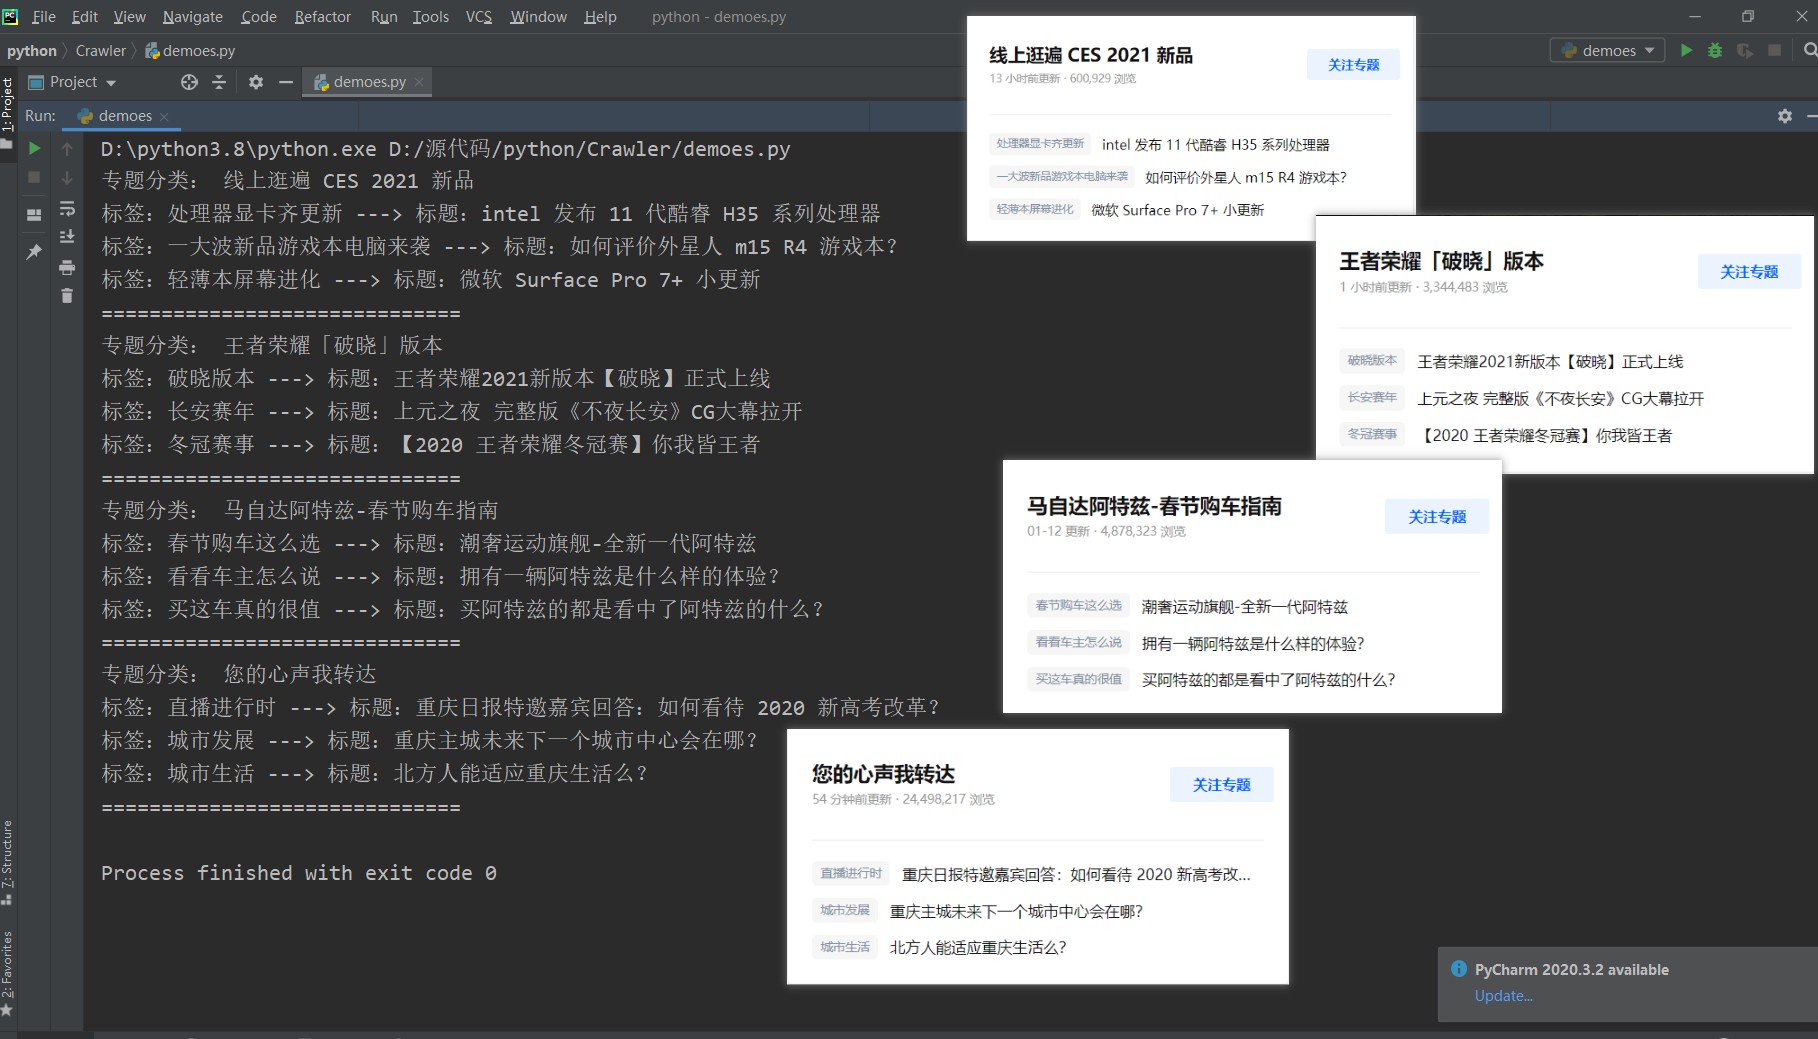 File Edit View Navigate Code Refactor Run Tools VCS Window Help python - demoes.py
python Crawler demoes.py demoes
Project demoes.py
1: Project
Run: demoes
D:\python3.8\python.exe D:/源代码/python/Crawler/demoes.py
专题分类： 线上逛遍 CES 2021 新品
标签：处理器显卡齐更新 ---> 标题：intel 发布 11 代酷睿 H35 系列处理器
标签：一大波新品游戏本电脑来袭 ---> 标题：如何评价外星人 m15 R4 游戏本？
标签：轻薄本屏幕进化 ---> 标题：微软 Surface Pro 7+ 小更新
==============================
专题分类： 王者荣耀「破晓」版本
标签：破晓版本 ---> 标题：王者荣耀2021新版本【破晓】正式上线
标签：长安赛年 ---> 标题：上元之夜 完整版《不夜长安》CG大幕拉开
标签：冬冠赛事 ---> 标题：【2020 王者荣耀冬冠赛】你我皆王者
==============================
专题分类： 马自达阿特兹-春节购车指南
标签：春节购车这么选 ---> 标题：潮奢运动旗舰-全新一代阿特兹
标签：看看车主怎么说 ---> 标题：拥有一辆阿特兹是什么样的体验？
标签：买这车真的很值 ---> 标题：买阿特兹的都是看中了阿特兹的什么？
==============================
专题分类： 您的心声我转达
标签：直播进行时 ---> 标题：重庆日报特邀嘉宾回答：如何看待 2020 新高考改革？
标签：城市发展 ---> 标题：重庆主城未来下一个城市中心会在哪？
标签：城市生活 ---> 标题：北方人能适应重庆生活么？
==============================
Process finished with exit code 0
线上逛遍 CES 2021 新品
关注专题
13 小时前更新 · 600,929 浏览
处理器显卡齐更新 intel 发布 11 代酷睿 H35 系列处理器
一大波新品游戏本电脑来袭 如何评价外星人 m15 R4 游戏本？
轻薄本屏幕进化 微软 Surface Pro 7+ 小更新
王者荣耀「破晓」版本
关注专题
1 小时前更新 · 3,344,483 浏览
破晓版本 王者荣耀2021新版本【破晓】正式上线
长安赛年 上元之夜 完整版《不夜长安》CG大幕拉开
冬冠赛事 【2020 王者荣耀冬冠赛】你我皆王者
马自达阿特兹-春节购车指南
关注专题
01-12 更新 · 4,878,323 浏览
春节购车这么选 潮奢运动旗舰-全新一代阿特兹
看看车主怎么说 拥有一辆阿特兹是什么样的体验？
买这车真的很值 买阿特兹的都是看中了阿特兹的什么？
您的心声我转达
关注专题
54 分钟前更新 · 24,498,217 浏览
直播进行时 重庆日报特邀嘉宾回答：如何看待 2020 新高考改...
城市发展 重庆主城未来下一个城市中心会在哪？
城市生活 北方人能适应重庆生活么？
7: Structure
2: Favorites
PyCharm 2020.3.2 available
Update...